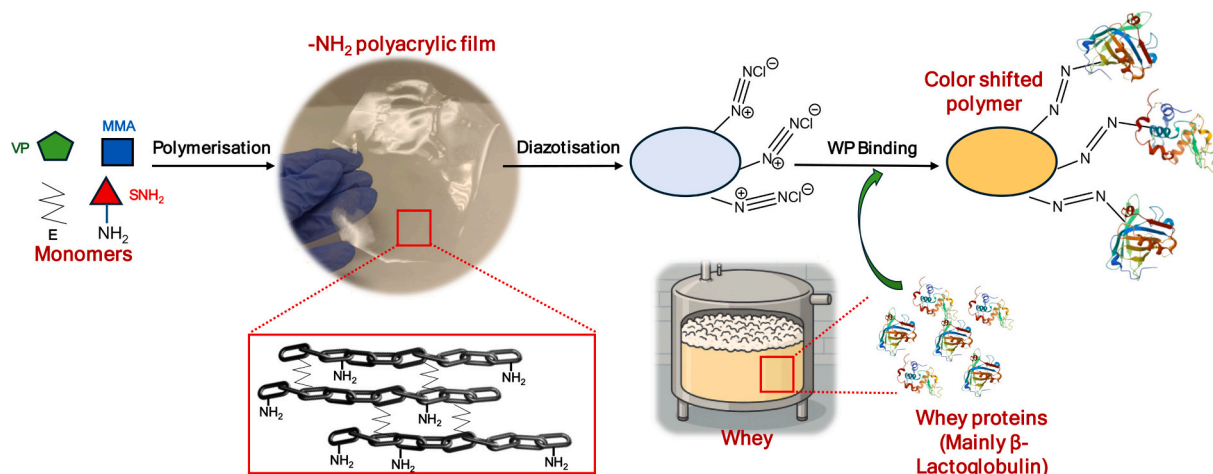 -NH2 polyacrylic film
VP
MMA
SNH2
E
NH2
Monomers
Polymerisation
Diazotisation
NCl⊖
N⊕
NCl⊖
N⊕
⊕
N
NCl⊖
WP Binding
Color shifted
polymer
N
N
N
N
N
N
NH2
NH2
NH2
NH2
NH2
NH2
NH2
Whey
Whey proteins
(Mainly β-
Lactoglobulin)